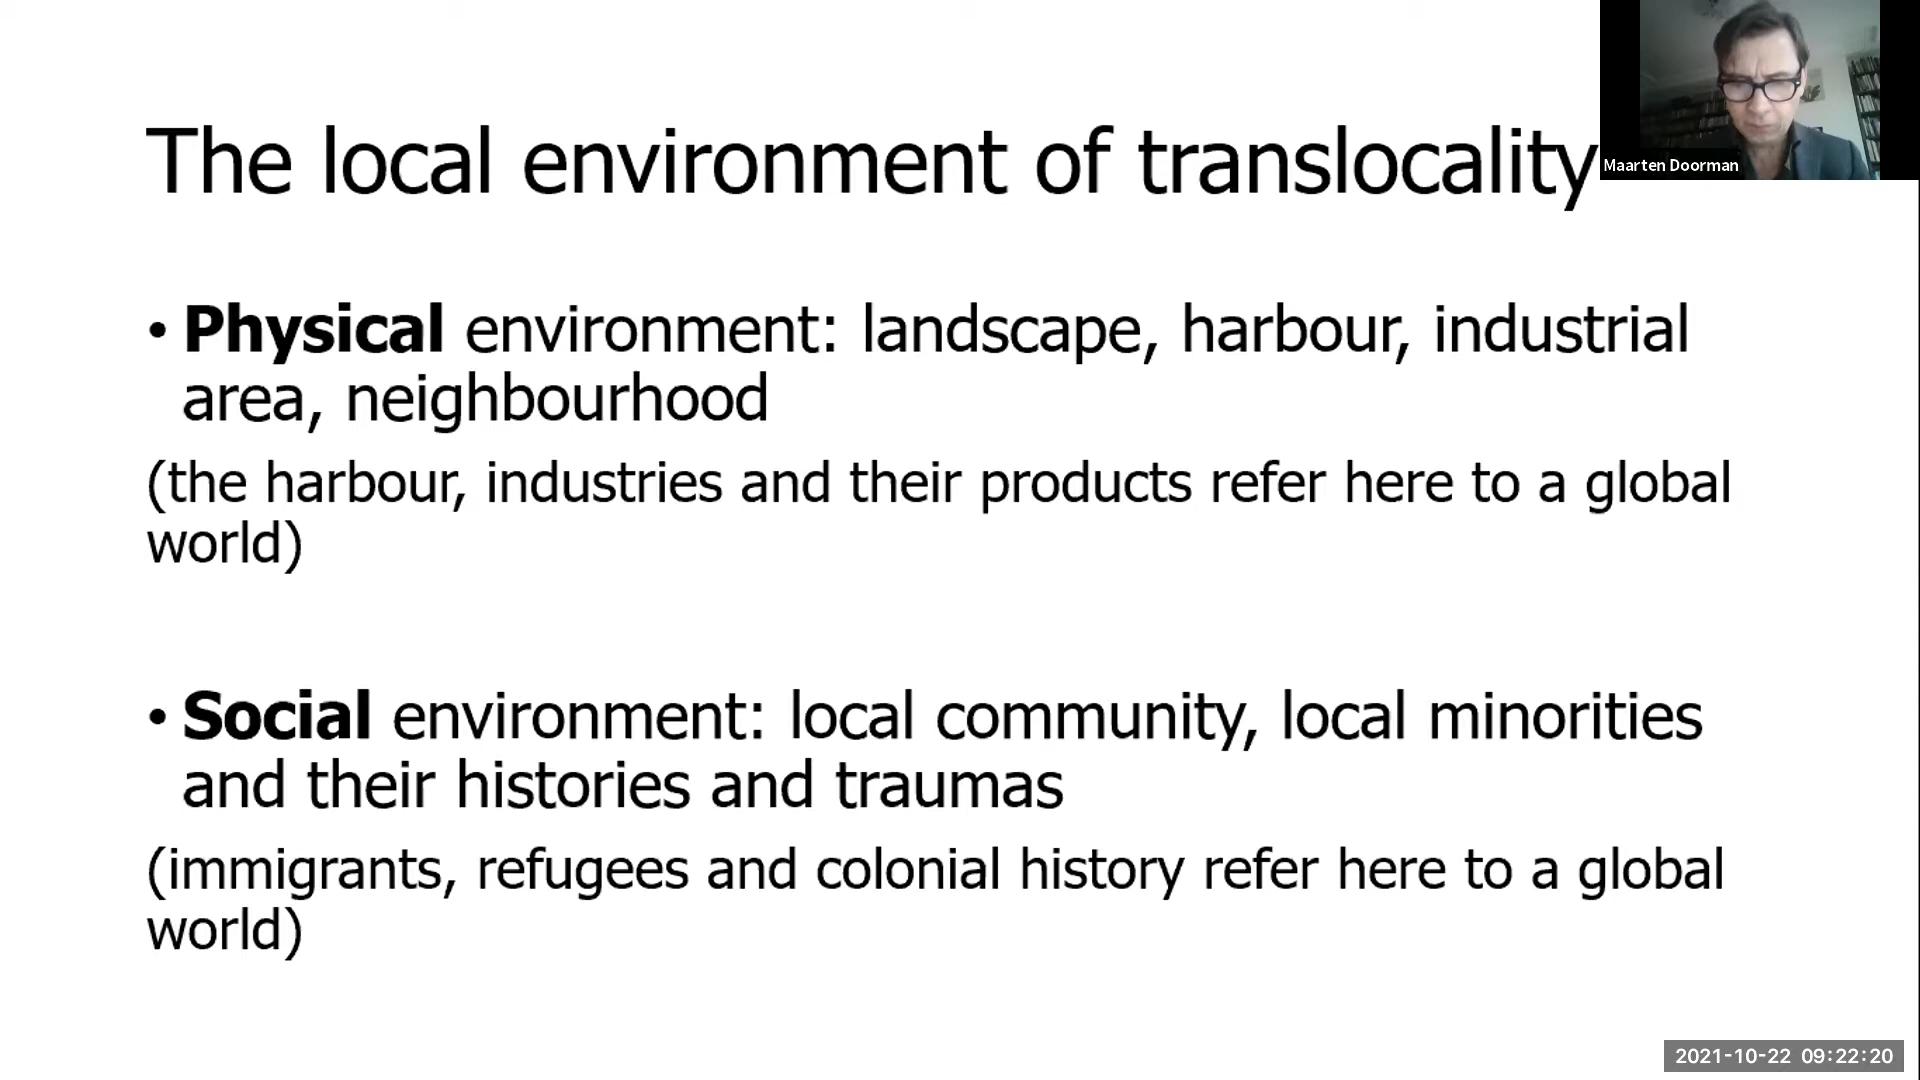 The local environment of translocality
Maarten Doorman
• Physical environment: landscape, harbour, industrial
area, neighbourhood
(the harbour, industries and their products refer here to a global
world)
• Social environment: local community, local minorities
and their histories and traumas
(immigrants, refugees and colonial history refer here to a global
world)
2021-10-22 09:22:20